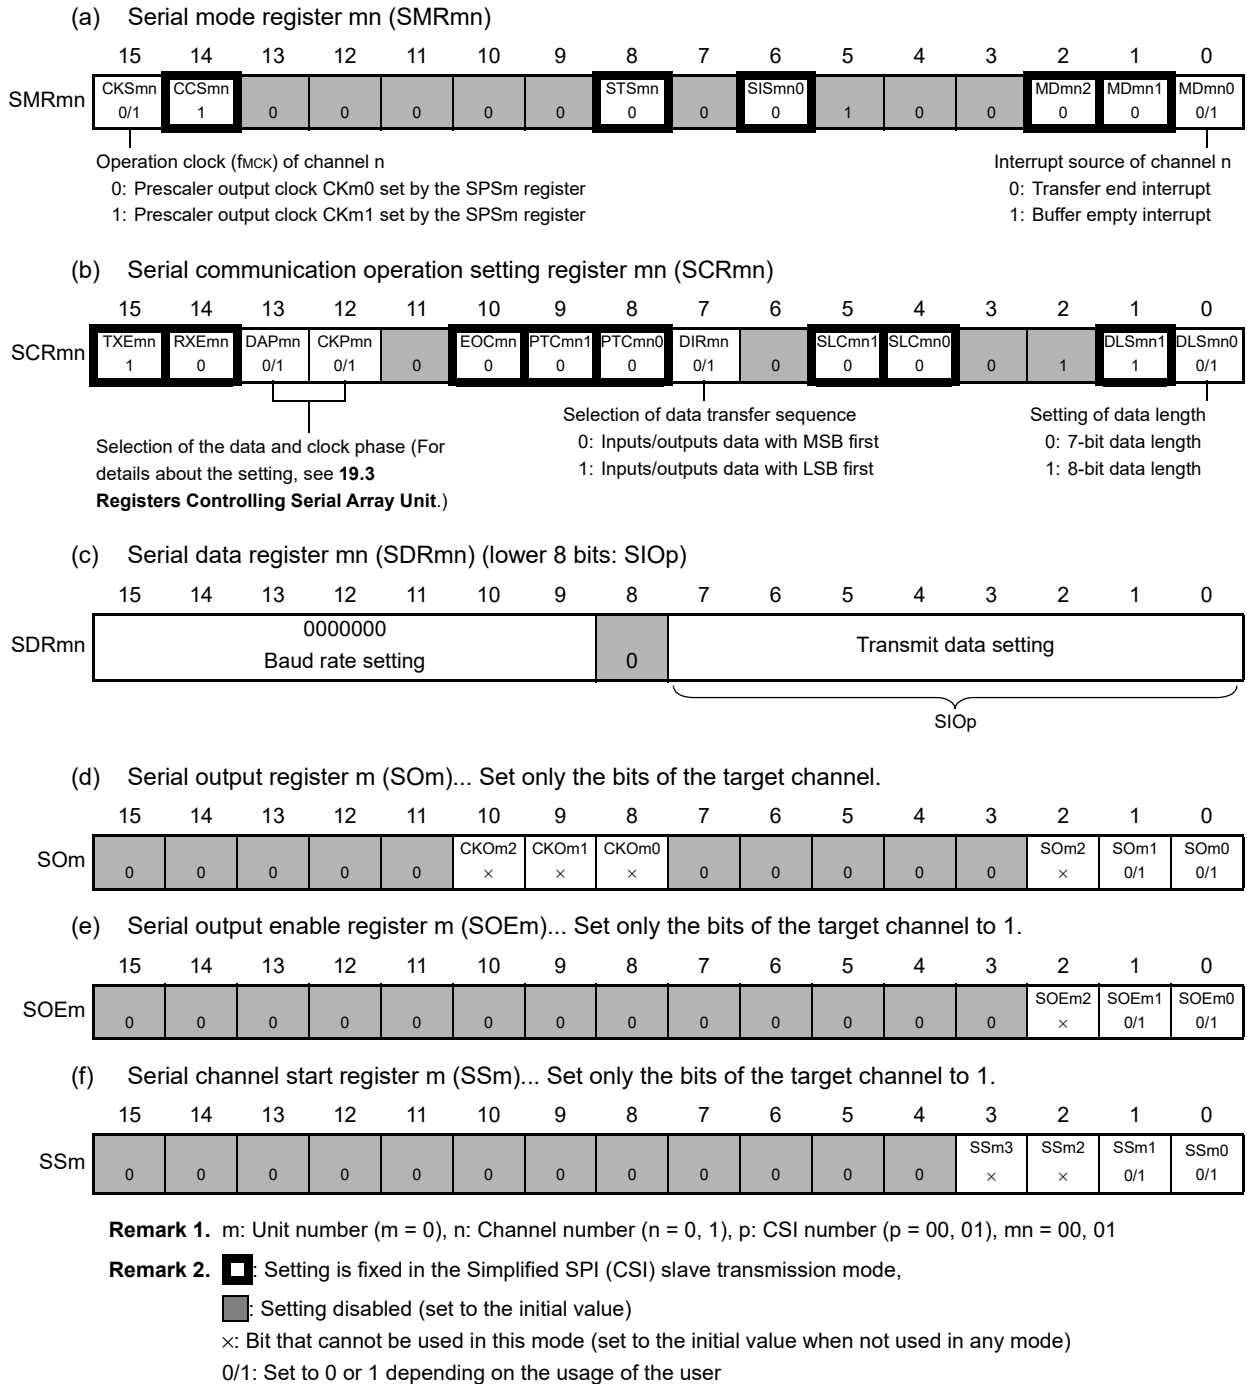 (a) Serial mode register mn (SMRmn)
15 14 13 12 11 10 9 8 7 6 5 4 3 2 1 0
SMRmn CKSmn CCSmn STSmn SISmn0 MDmn2 MDmn1 MDmn0
0/1 1 0 0 0 0 0 0 0 0 1 0 0 0 0 0/1
Operation clock (fMCK) of channel n
0: Prescaler output clock CKm0 set by the SPSm register
1: Prescaler output clock CKm1 set by the SPSm register
Interrupt source of channel n
0: Transfer end interrupt
1: Buffer empty interrupt
(b) Serial communication operation setting register mn (SCRmn)
15 14 13 12 11 10 9 8 7 6 5 4 3 2 1 0
SCRmn TXEmn RXEmn DAPmn CKPmn EOCmn PTCmn1 PTCmn0 DIRmn SLCmn1 SLCmn0 DLSmn1 DLSmn0
1 0 0/1 0/1 0 0 0 0 0/1 0 0 0 0 1 1 0/1
Selection of the data and clock phase (For
details about the setting, see 19.3
Registers Controlling Serial Array Unit.)
Selection of data transfer sequence
0: Inputs/outputs data with MSB first
1: Inputs/outputs data with LSB first
Setting of data length
0: 7-bit data length
1: 8-bit data length
(c) Serial data register mn (SDRmn) (lower 8 bits: SIOp)
15 14 13 12 11 10 9 8 7 6 5 4 3 2 1 0
SDRmn
0000000
Baud rate setting
0
Transmit data setting
SIOp
(d) Serial output register m (SOm)... Set only the bits of the target channel.
15 14 13 12 11 10 9 8 7 6 5 4 3 2 1 0
SOm CKOm2 CKOm1 CKOm0 SOm2 SOm1 SOm0
0 0 0 0 0 × × × 0 0 0 0 0 × 0/1 0/1
(e) Serial output enable register m (SOEm)... Set only the bits of the target channel to 1.
15 14 13 12 11 10 9 8 7 6 5 4 3 2 1 0
SOEm SOEm2 SOEm1 SOEm0
0 0 0 0 0 0 0 0 0 0 0 0 0 × 0/1 0/1
(f) Serial channel start register m (SSm)... Set only the bits of the target channel to 1.
15 14 13 12 11 10 9 8 7 6 5 4 3 2 1 0
SSm SSm3 SSm2 SSm1 SSm0
0 0 0 0 0 0 0 0 0 0 0 0 × × 0/1 0/1
Remark 1. m: Unit number (m = 0), n: Channel number (n = 0, 1), p: CSI number (p = 00, 01), mn = 00, 01
Remark 2. : Setting is fixed in the Simplified SPI (CSI) slave transmission mode,
: Setting disabled (set to the initial value)
×: Bit that cannot be used in this mode (set to the initial value when not used in any mode)
0/1: Set to 0 or 1 depending on the usage of the user